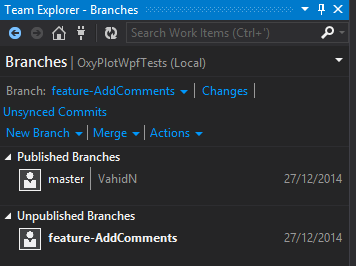 Team Explorer - Branches
Search Work Items (Ctrl+')
Branches | OxyPlotWpfTests (Local)
Branch: feature-AddComments | Changes |
Unsynced Commits
New Branch | Merge | Actions
Published Branches
master | VahidN 27/12/2014
Unpublished Branches
feature-AddComments 27/12/2014